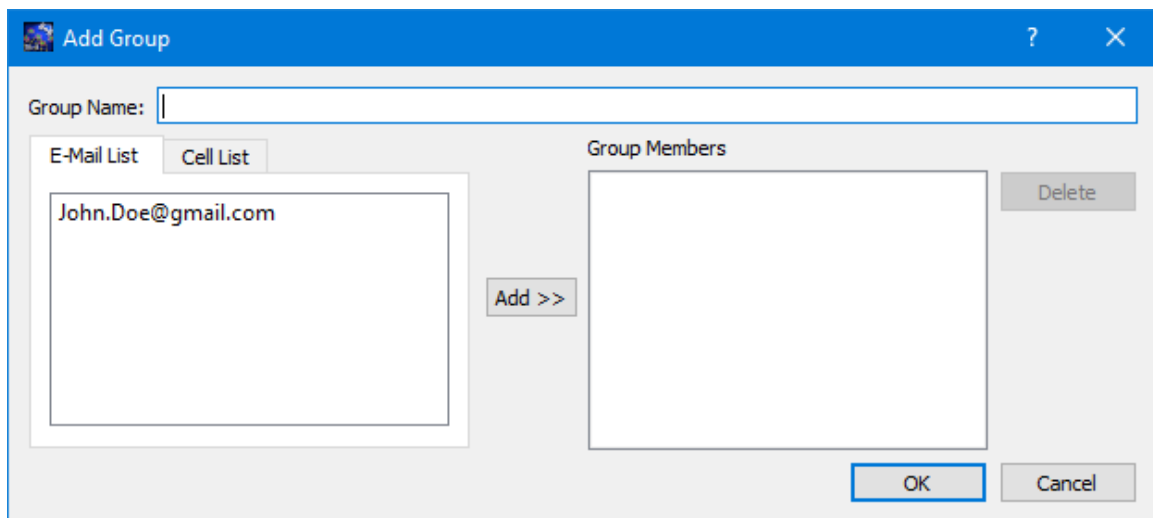 Add Group
Group Name:
E-Mail List
Cell List
Group Members
John.Doe@gmail.com
Delete
Add >>
OK
Cancel